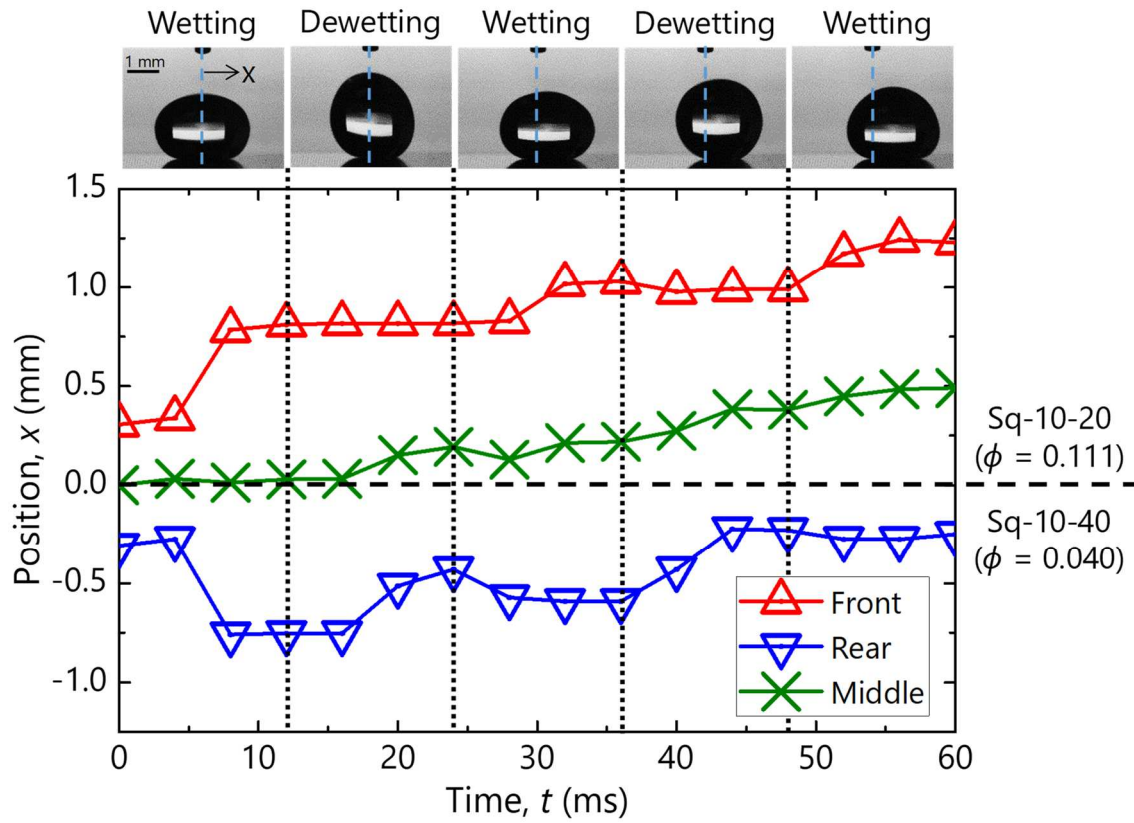 Wetting Dewetting Wetting Dewetting Wetting
1 mm X
1.5
1.0
0.5
0.0
-0.5
-1.0
Position, x (mm)
Sq-10-20
(ϕ = 0.111)
Sq-10-40
(ϕ = 0.040)
Front
Rear
Middle
0 10 20 30 40 50 60
Time, t (ms)